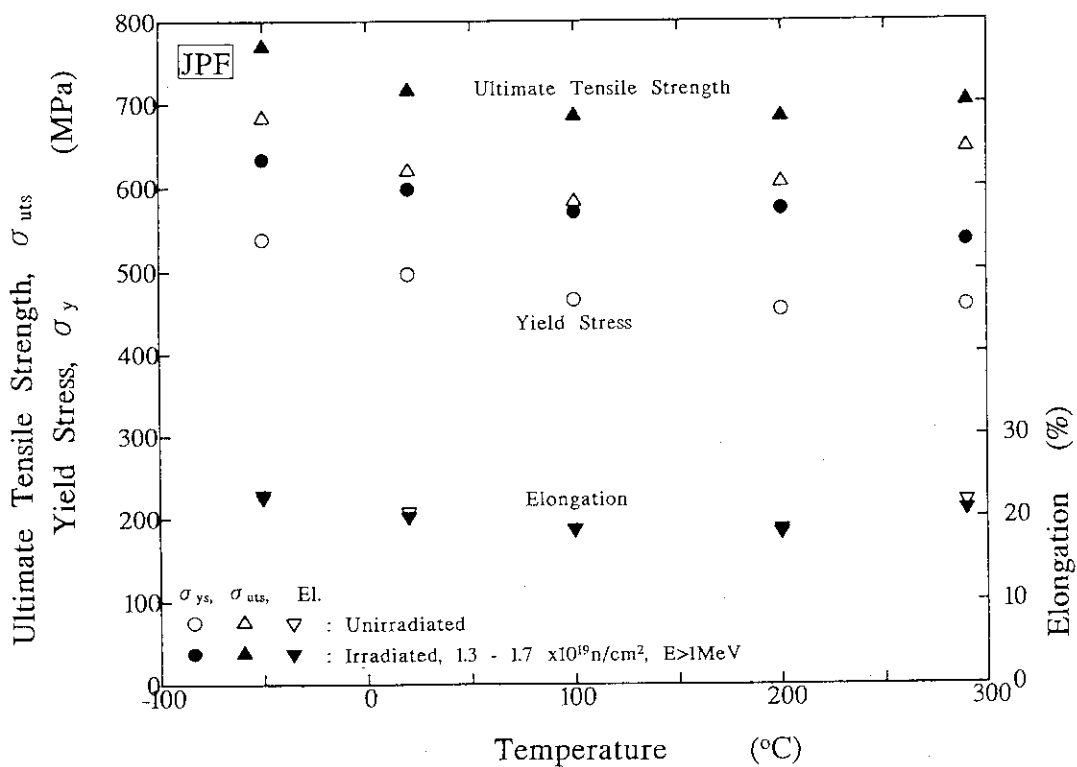 JPF
Ultimate Tensile Strength, σ uts (MPa)
Yield Stress, σ y
800
700
600
500
400
300
200
100
0
Ultimate Tensile Strength
Yield Stress
Elongation
σ ys, σ uts, El.
○ △ ▽ : Unirradiated
● ▲ ▼ : Irradiated, 1.3 - 1.7 x10¹⁹n/cm², E>1MeV
30
20
10
0
Elongation (%)
-100 0 100 200 300
Temperature (°C)